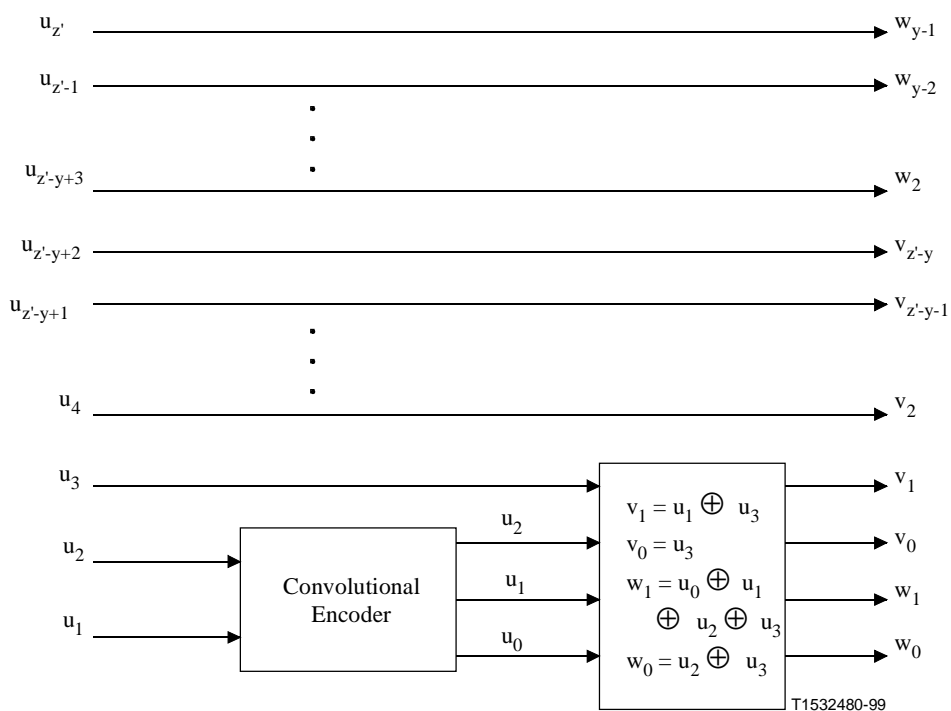 u_z' w_y-1
u_z'-1 w_y-2
u_z'-y+3 w_2
u_z'-y+2 v_z'-y
u_z'-y+1 v_z'-y-1
u_4 v_2
u_3 v_1
u_2 u_2 v_0
u_1 u_1 w_1
u_0 w_0
Convolutional
Encoder
v_1 = u_1 ⊕ u_3
v_0 = u_3
w_1 = u_0 ⊕ u_1
⊕ u_2 ⊕ u_3
w_0 = u_2 ⊕ u_3
T1532480-99